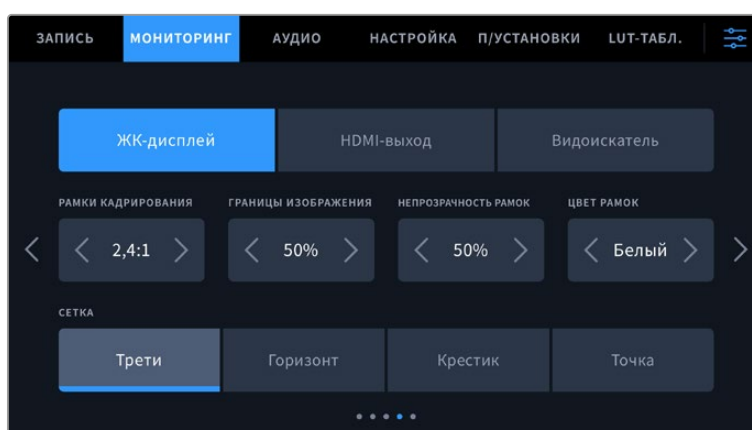 ЗАПИСЬ МОНИТОРИНГ АУДИО НАСТРОЙКА П/УСТАНОВКИ LUT-ТАБЛ.
ЖК-дисплей HDMI-выход Видоискатель
РАМКИ КАДРИРОВАНИЯ ГРАНИЦЫ ИЗОБРАЖЕНИЯ НЕПРОЗРАЧНОСТЬ РАМОК ЦВЕТ РАМОК
2,4:1 50% 50% Белый
СЕТКА
Трети Горизонт Крестик Точка